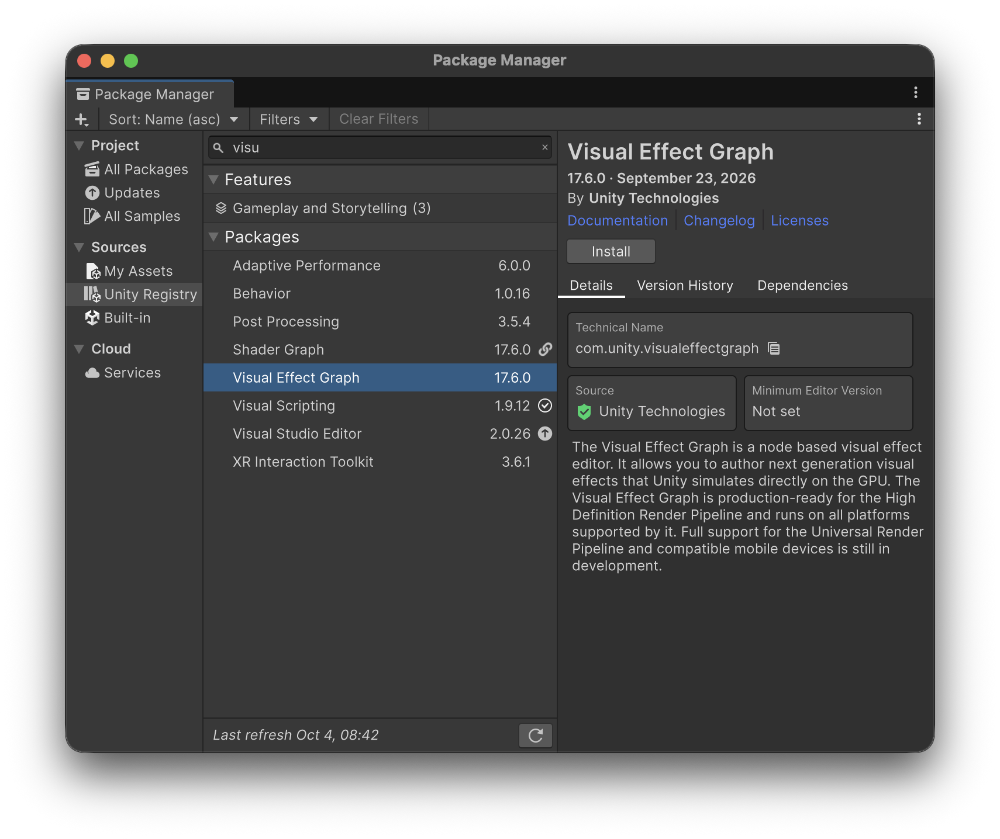 Package Manager
Package Manager
Sort: Name (asc)
Filters
Clear Filters
Project
All Packages
Updates
All Samples
Sources
My Assets
Unity Registry
Built-in
Cloud
Services
visu
Features
Gameplay and Storytelling (3)
Packages
Adaptive Performance 6.0.0
Behavior 1.0.16
Post Processing 3.5.4
Shader Graph 17.6.0
Visual Effect Graph 17.6.0
Visual Scripting 1.9.12
Visual Studio Editor 2.0.26
XR Interaction Toolkit 3.6.1
Last refresh Oct 4, 08:42
Visual Effect Graph
17.6.0 · September 23, 2026
By Unity Technologies
Documentation Changelog Licenses
Install
Details Version History Dependencies
Technical Name
com.unity.visualeffectgraph
Source
Unity Technologies
Minimum Editor Version
Not set
The Visual Effect Graph is a node based visual effect
editor. It allows you to author next generation visual
effects that Unity simulates directly on the GPU. The
Visual Effect Graph is production-ready for the High
Definition Render Pipeline and runs on all platforms
supported by it. Full support for the Universal Render
Pipeline and compatible mobile devices is still in
development.